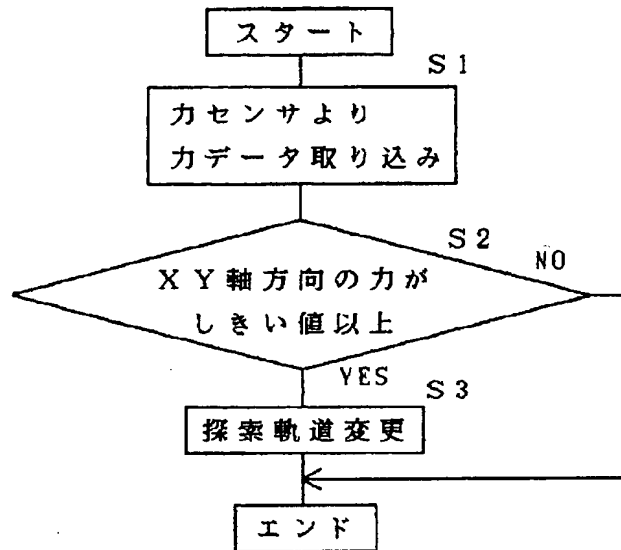 スタート
S1
力センサより
力データ取り込み
S2
NO
XY軸方向の力が
しきい値以上
YES
S3
探索軌道変更
エンド